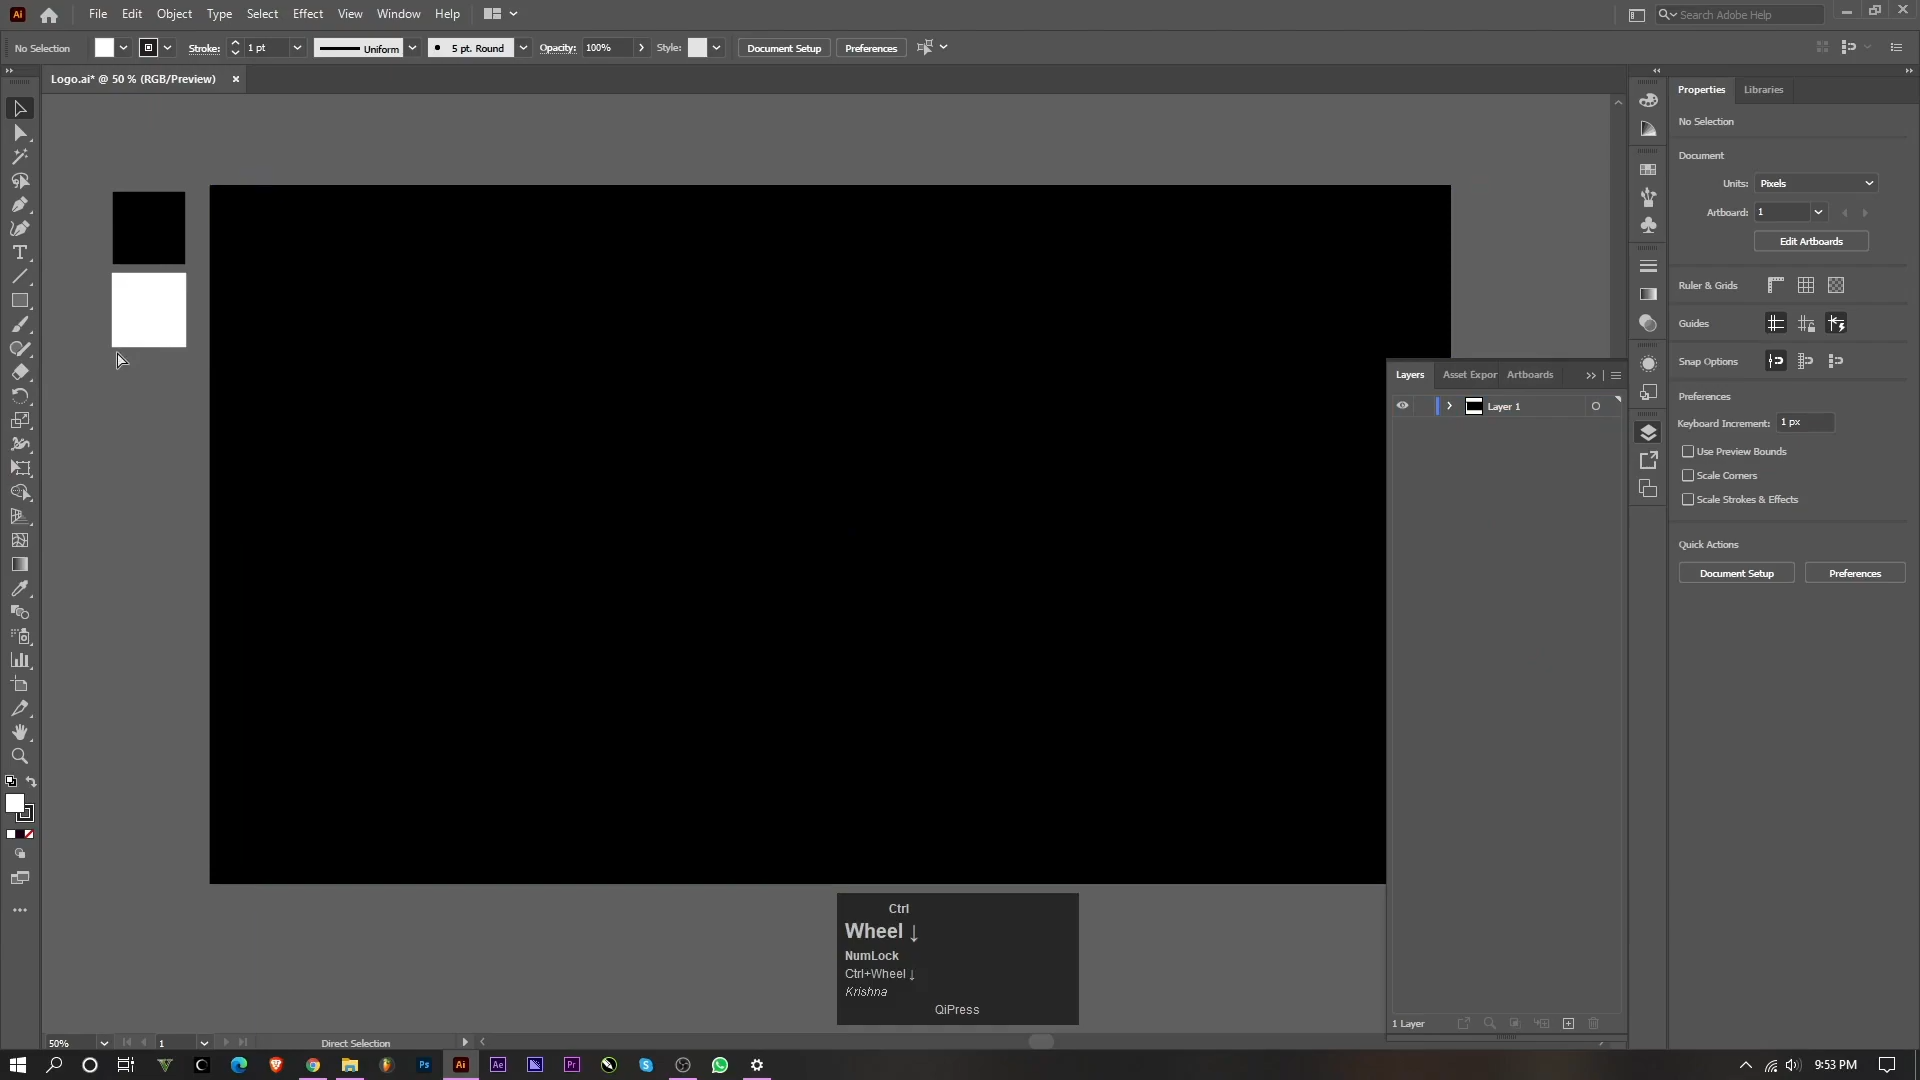 Ai File Edit Object Type Select Effect View Window Help Search Adobe Help
No Selection Stroke: 1 pt Uniform 5 pt. Round Opacity: 100% Style: Document Setup Preferences
Logo.ai* @ 50 % (RGB/Preview)
Properties Libraries
No Selection
Document
Units: Pixels
Artboard: 1
Edit Artboards
Ruler & Grids
Guides
Snap Options
Preferences
Keyboard Increment: 1 px
Use Preview Bounds
Scale Corners
Scale Strokes & Effects
Quick Actions
Document Setup Preferences
Layers Asset Expor Artboards
Layer 1
1 Layer
Ctrl
Wheel ↓
NumLock
Ctrl+Wheel ↓
Krishna
QiPress
50% 1 Direct Selection
Ps Ai Ae Pr 9:53 PM